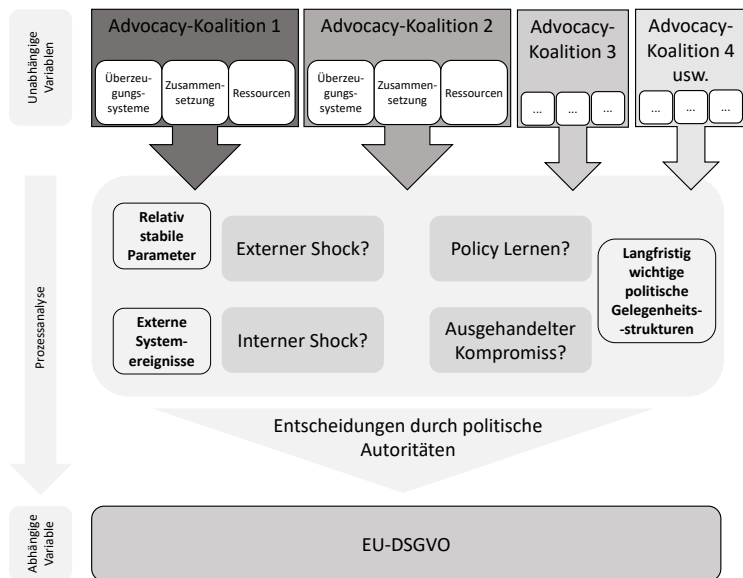 Unabhängige
Variablen
Advocacy-Koalition 1
Überzeu-
gungs-
systeme
Zusammen-
setzung
Ressourcen
Advocacy-Koalition 2
Überzeu-
gungs-
systeme
Zusammen-
setzung
Ressourcen
Advocacy-
Koalition 3
...
...
...
Advocacy-
Koalition 4
usw.
...
...
...
Prozessanalyse
Relativ
stabile
Parameter
Externer Shock?
Policy Lernen?
Langfristig
wichtige
politische
Gelegenheits-
-strukturen
Externe
System-
ereignisse
Interner Shock?
Ausgehandelter
Kompromiss?
Entscheidungen durch politische
Autoritäten
Abhängige
Variable
EU-DSGVO